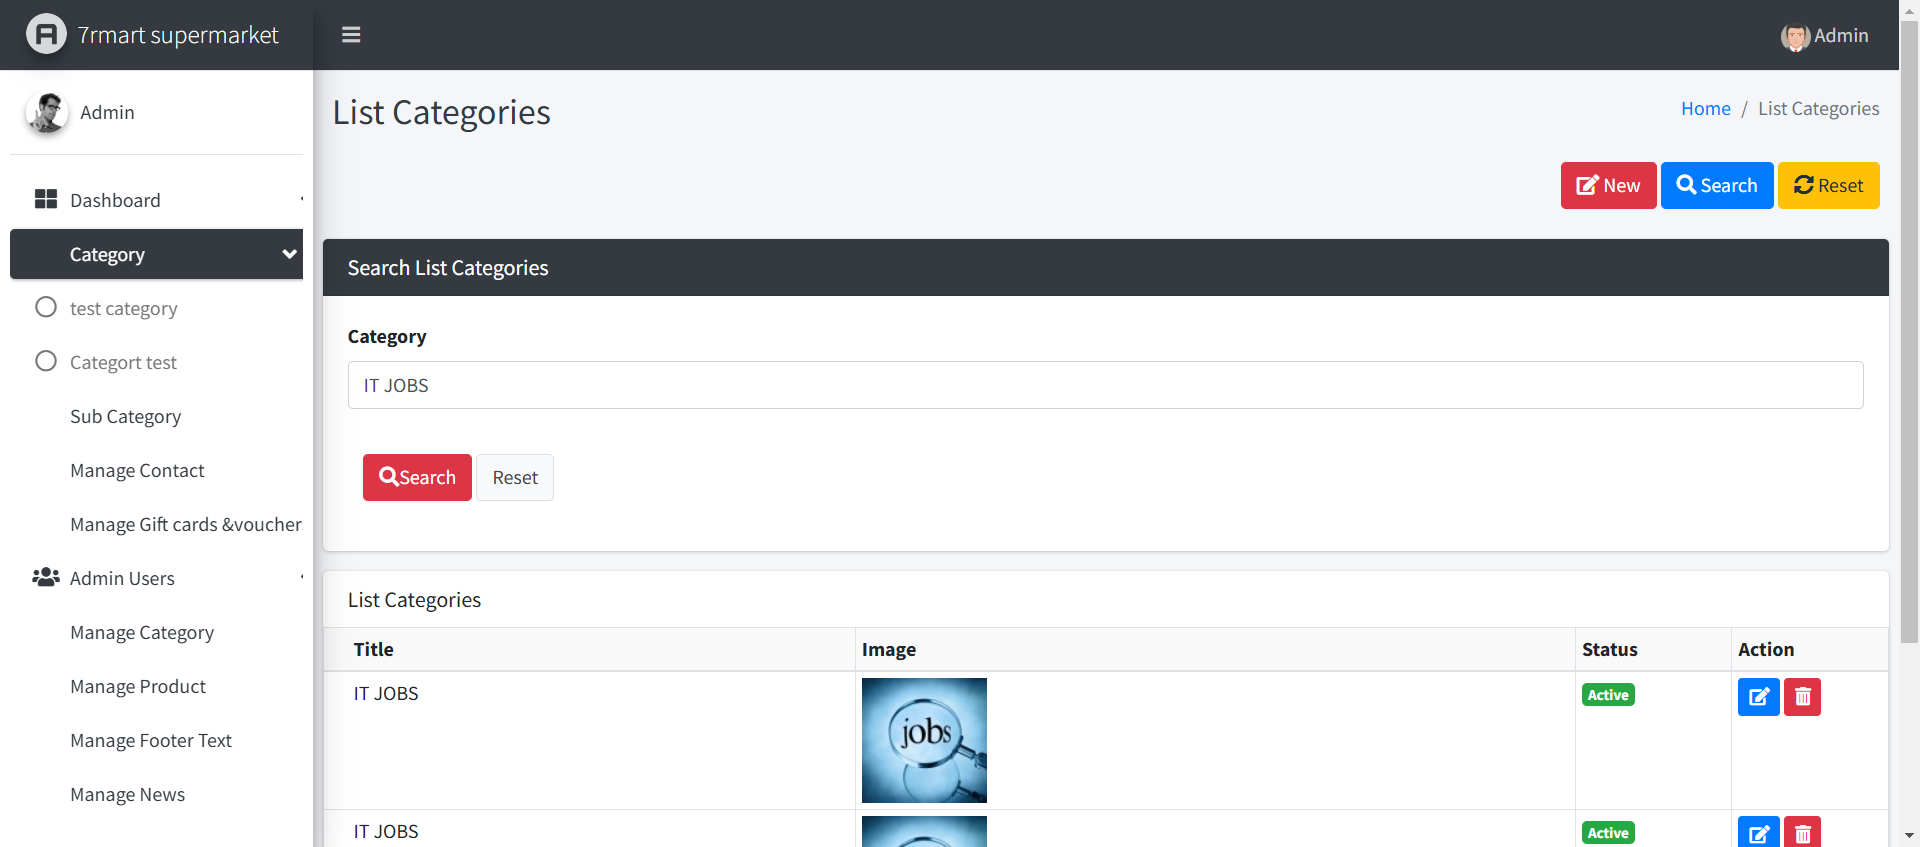 7rmart supermarket
Admin
Admin
List Categories
Home / List Categories
New
Search
Reset
Dashboard
Category
test category
Categort test
Sub Category
Manage Contact
Manage Gift cards &voucher
Admin Users
Manage Category
Manage Product
Manage Footer Text
Manage News
Search List Categories
Category
IT JOBS
Search
Reset
List Categories
Title Image Status Action
IT JOBS jobs Active
IT JOBS Active